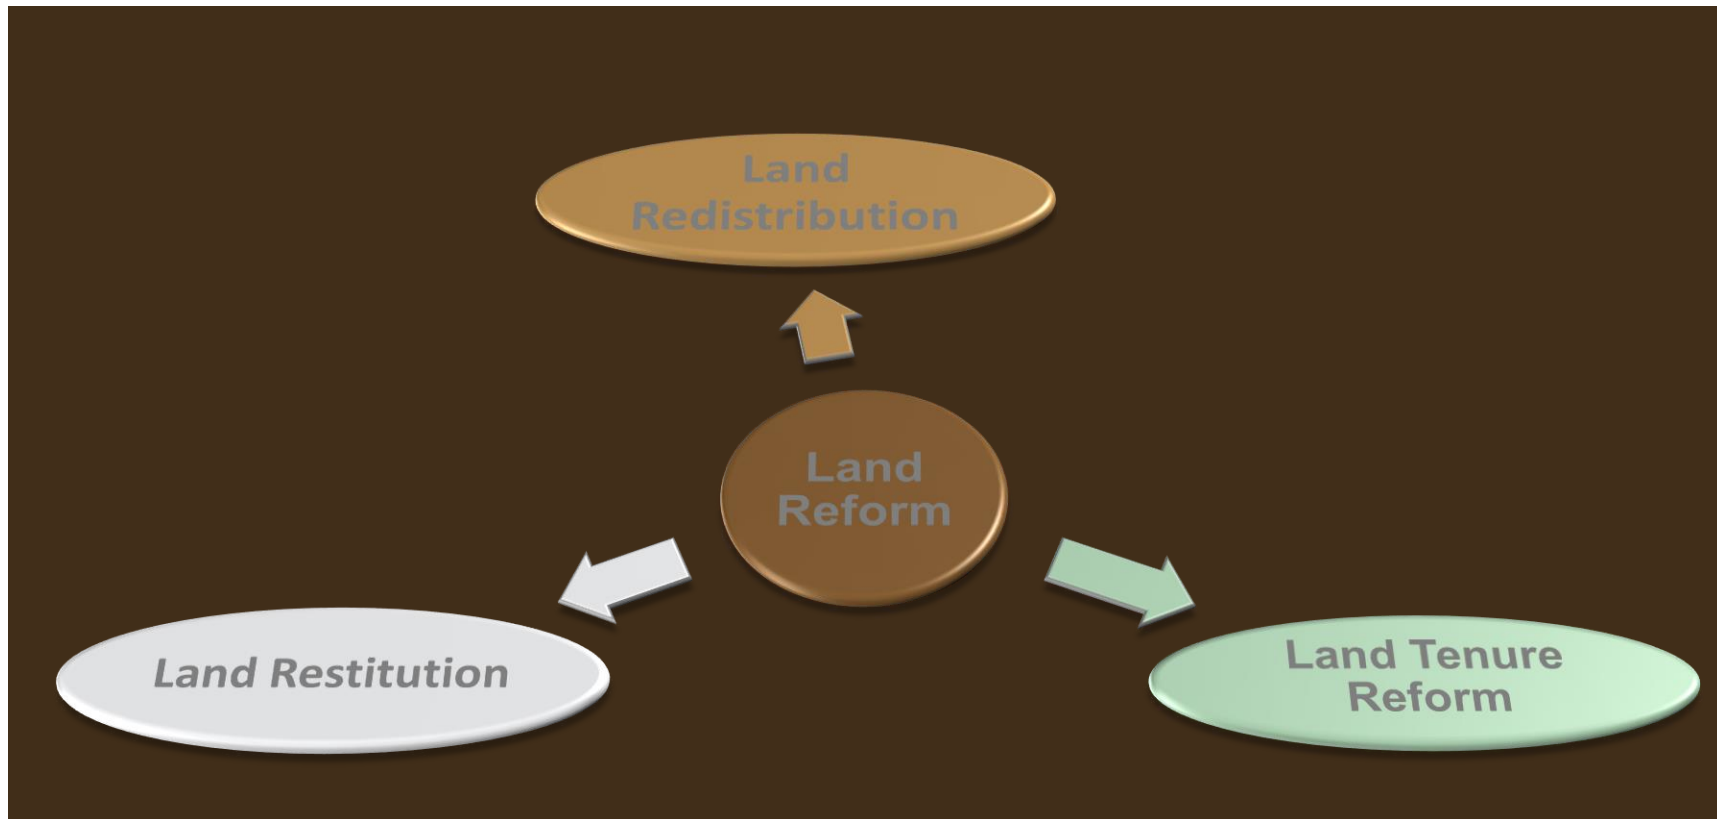 Land
Redistribution
Land
Reform
Land Restitution
Land Tenure
Reform